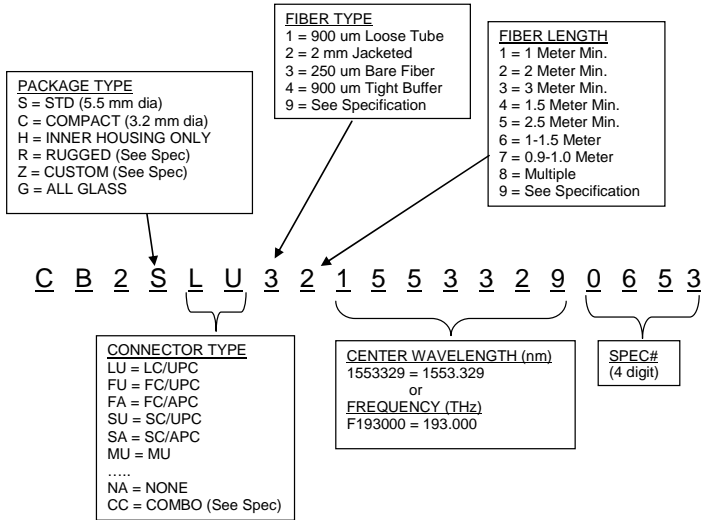 FIBER TYPE
1 = 900 um Loose Tube
2 = 2 mm Jacketed
3 = 250 um Bare Fiber
4 = 900 um Tight Buffer
9 = See Specification
FIBER LENGTH
1 = 1 Meter Min.
2 = 2 Meter Min.
3 = 3 Meter Min.
4 = 1.5 Meter Min.
5 = 2.5 Meter Min.
6 = 1-1.5 Meter
7 = 0.9-1.0 Meter
8 = Multiple
9 = See Specification
PACKAGE TYPE
S = STD (5.5 mm dia)
C = COMPACT (3.2 mm dia)
H = INNER HOUSING ONLY
R = RUGGED (See Spec)
Z = CUSTOM (See Spec)
G = ALL GLASS
C B 2 S L U 3 2 1 5 5 3 3 2 9 0 6 5 3
CONNECTOR TYPE
LU = LC/UPC
FU = FC/UPC
FA = FC/APC
SU = SC/UPC
SA = SC/APC
MU = MU
.....
NA = NONE
CC = COMBO (See Spec)
CENTER WAVELENGTH (nm)
1553329 = 1553.329
or
FREQUENCY (THz)
F193000 = 193.000
SPEC#
(4 digit)